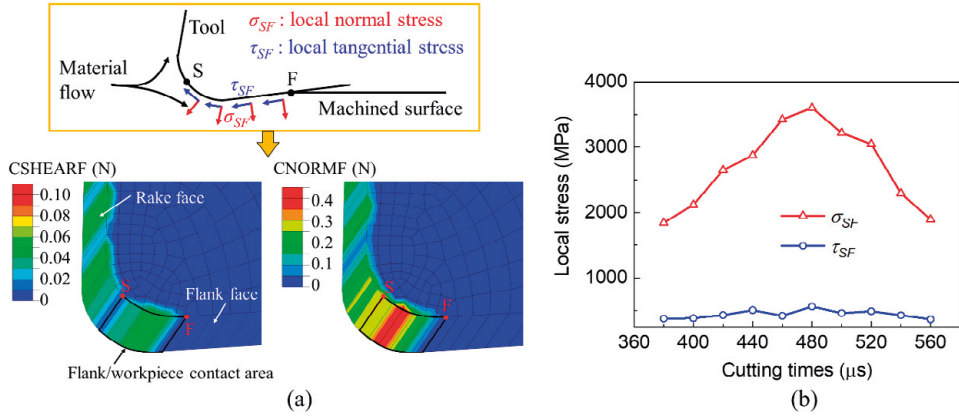 Tool
σSF : local normal stress
τSF : local tangential stress
S
Material
flow
τSF
F
σSF
Machined surface
CSHEARF (N)
0.10
0.08
0.06
0.04
0.02
0
Rake face
S
Flank face
F
Flank/workpiece contact area
CNORMF (N)
0.4
0.3
0.2
0.1
0
S
F
(a)
Local stress (MPa)
4000
3000
2000
1000
σSF
τSF
360 400 440 480 520 560
Cutting times (μs)
(b)